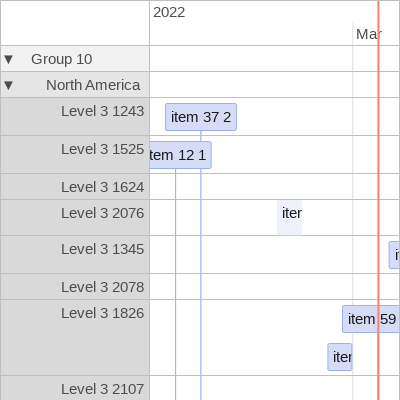 2022
Mar
▼ Group 10
▼ North America
Level 3 1243
item 37 2
Level 3 1525
tem 12 1
Level 3 1624
Level 3 2076
iter
Level 3 1345
Level 3 2078
Level 3 1826
item 59
iter
Level 3 2107